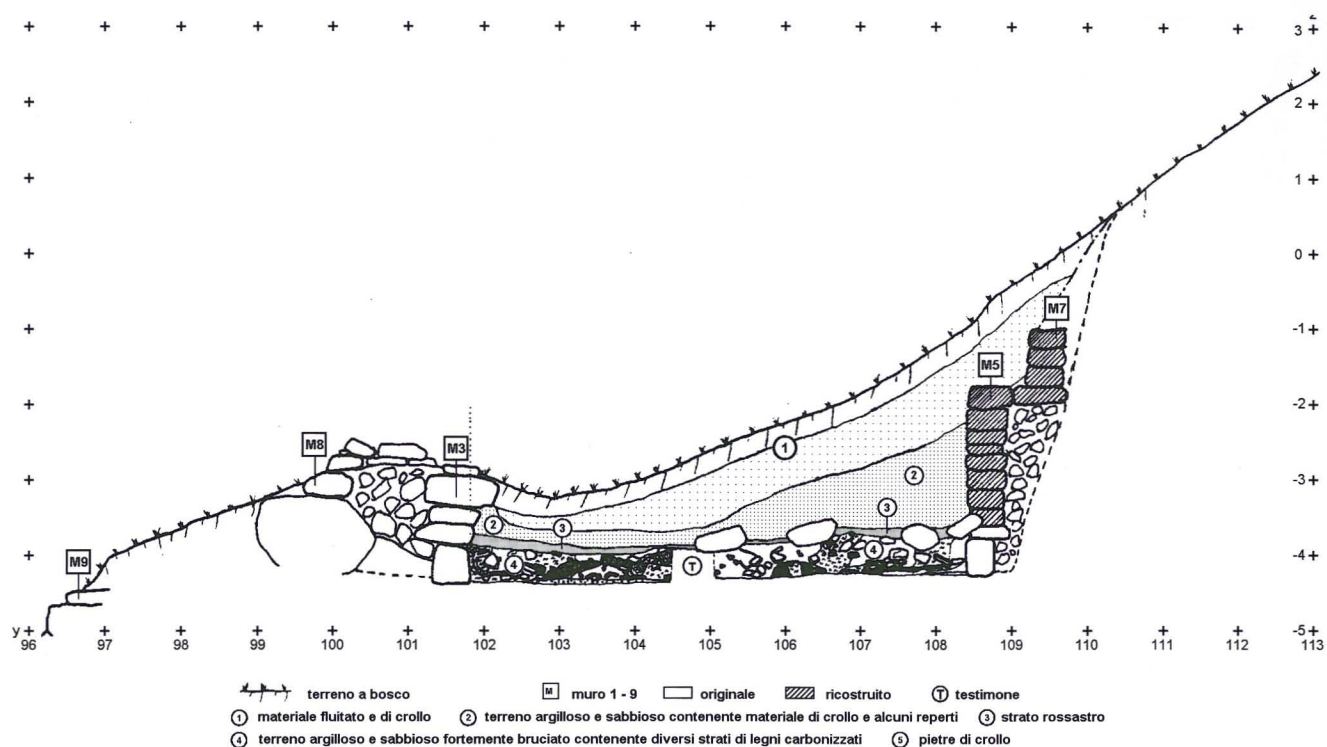 z
3
2
1
0
-1
M7
M5
-2
M8
M3
1
2
-3
2
3
3
4
4
T
-4
M9
y
-5
96 97 98 99 100 101 102 103 104 105 106 107 108 109 110 111 112 113
terreno a bosco M muro 1 - 9 originale ricostruito T testimone
1 materiale fluitato e di crollo 2 terreno argilloso e sabbioso contenente materiale di crollo e alcuni reperti 3 strato rossastro
4 terreno argilloso e sabbioso fortemente bruciato contenente diversi strati di legni carbonizzati 5 pietre di crollo